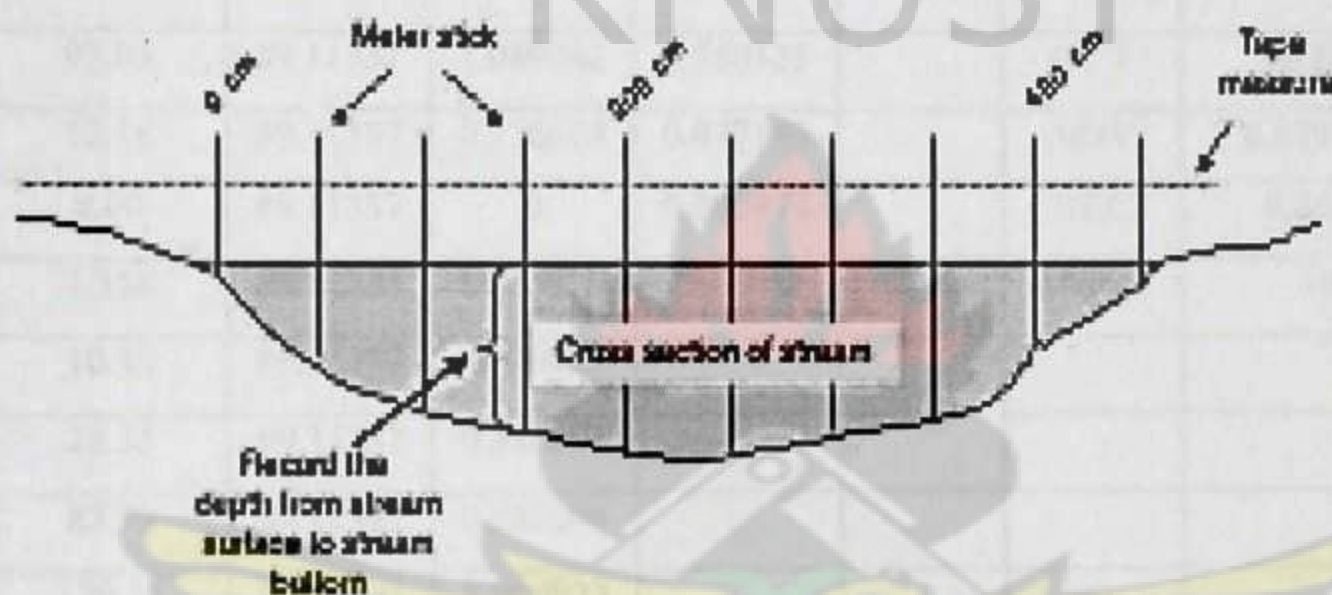 KNUST
Meter stick
0 cm
Tape
measure
Cross section of stream
Record the
depth from stream
surface to stream
bottom